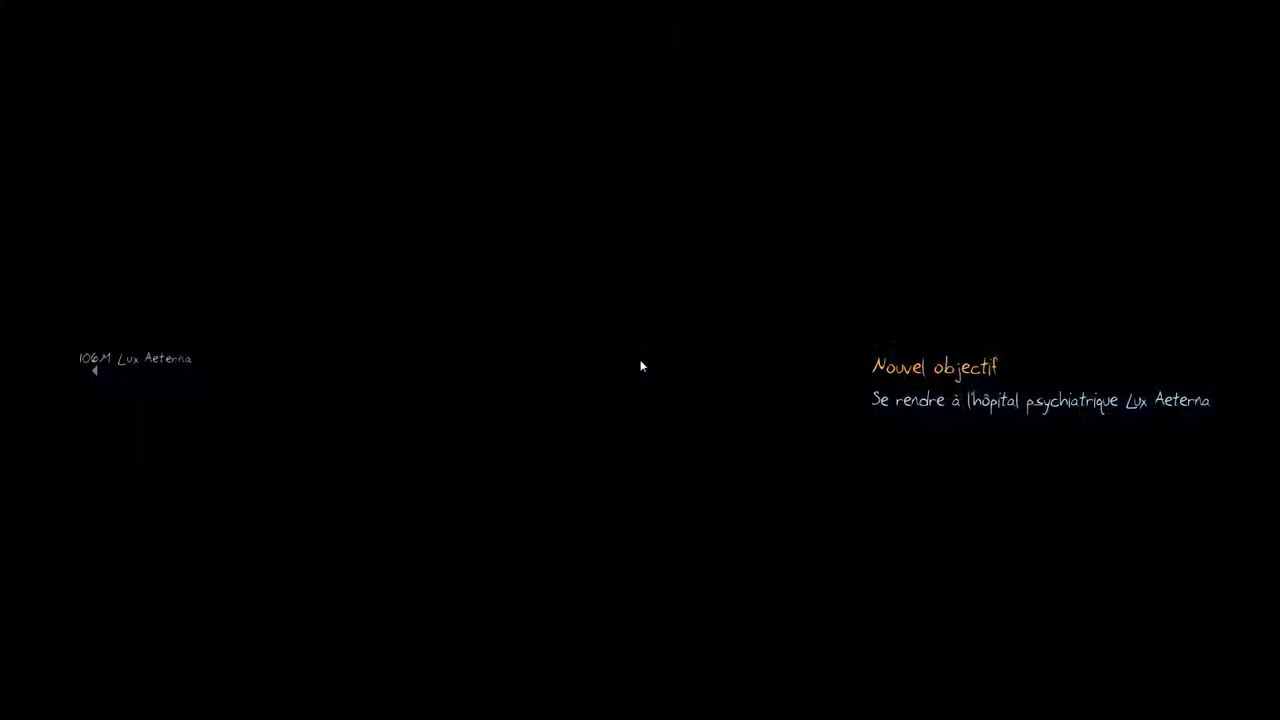 106M Lux Aeterna
Nouvel objectif
Se rendre à l'hôpital psychiatrique Lux Aeterna